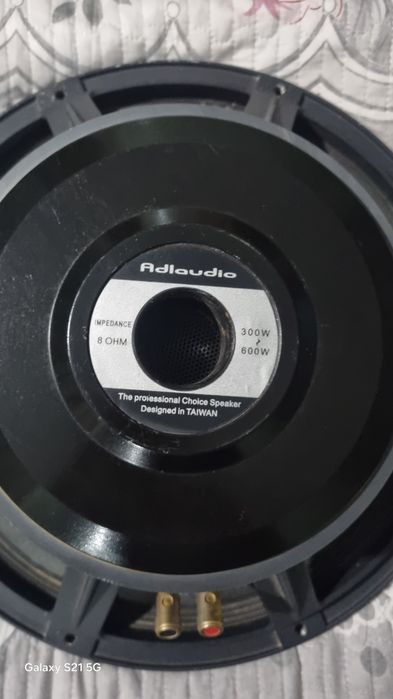 Adlaudio
IMPEDANCE
8 OHM
300W
~
600W
The professional Choice Speaker
Designed in TAIWAN
Galaxy S21 5G